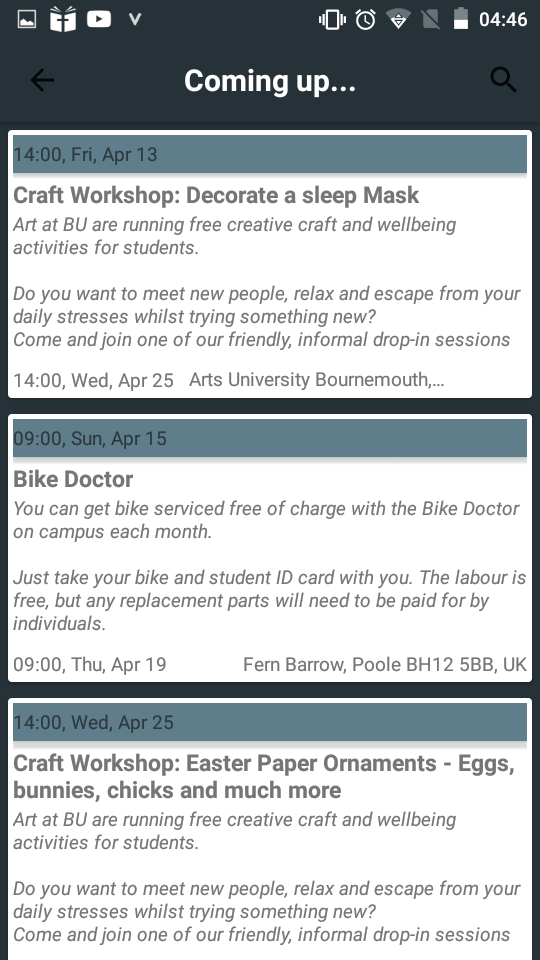 04:46
Coming up...
14:00, Fri, Apr 13
Craft Workshop: Decorate a sleep Mask
Art at BU are running free creative craft and wellbeing
activities for students.
Do you want to meet new people, relax and escape from your
daily stresses whilst trying something new?
Come and join one of our friendly, informal drop-in sessions
14:00, Wed, Apr 25 Arts University Bournemouth,...
09:00, Sun, Apr 15
Bike Doctor
You can get bike serviced free of charge with the Bike Doctor
on campus each month.
Just take your bike and student ID card with you. The labour is
free, but any replacement parts will need to be paid for by
individuals.
09:00, Thu, Apr 19 Fern Barrow, Poole BH12 5BB, UK
14:00, Wed, Apr 25
Craft Workshop: Easter Paper Ornaments - Eggs,
bunnies, chicks and much more
Art at BU are running free creative craft and wellbeing
activities for students.
Do you want to meet new people, relax and escape from your
daily stresses whilst trying something new?
Come and join one of our friendly, informal drop-in sessions